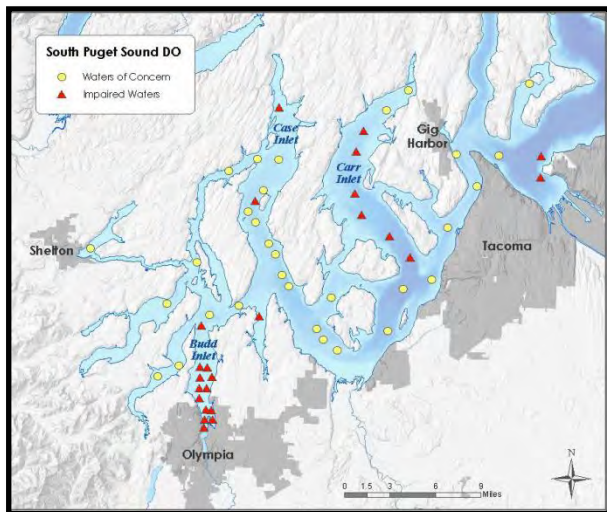 South Puget Sound DO
Waters of Concern
Impaired Waters
Case
Inlet
Gig
Harbor
Carr
Inlet
Shelton
Tacoma
Budd
Inlet
Olympia
N
0 1.5 3 6 9
Miles